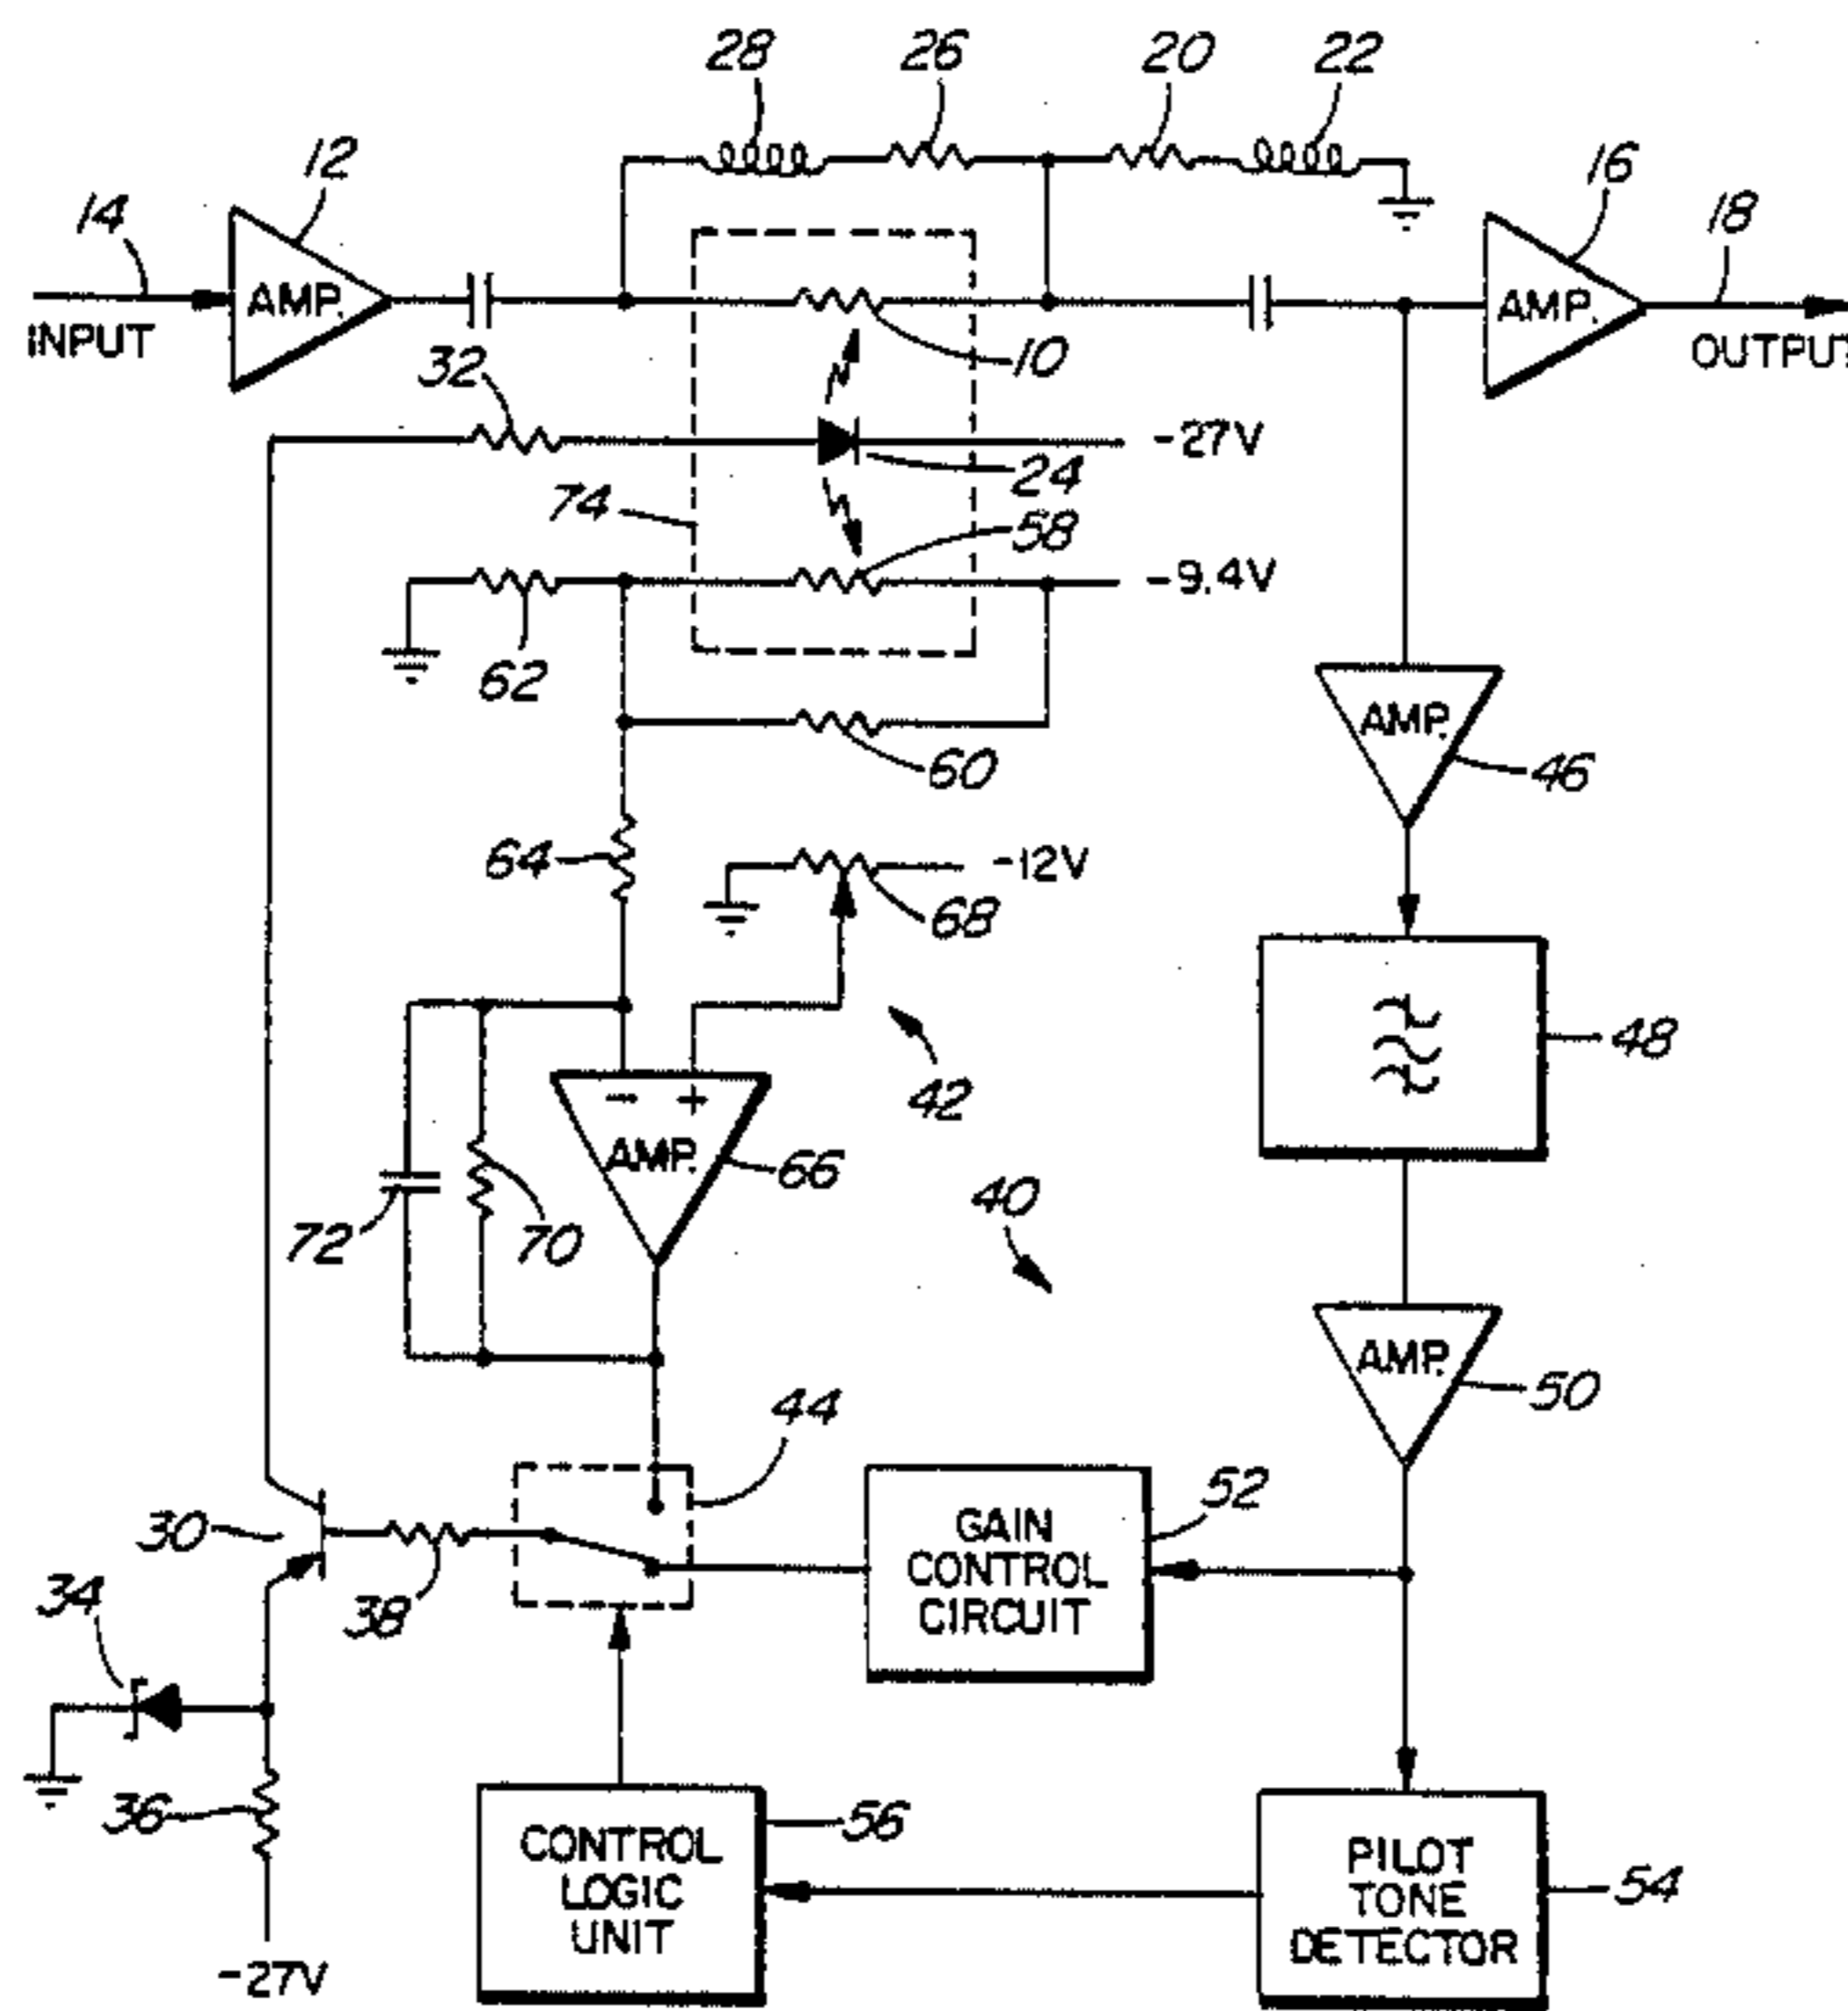 28 26 20 22
12 16
14 18
AMP. AMP.
INPUT OUTPUT
32 10
-27V
24
74 58
-9.4V
62
AMP.
60 46
64 -12V
68
48
42
- +
AMP.
66
40
72 70
AMP.
44 50
52
30 GAIN
CONTROL
CIRCUIT
34 38
36 56
CONTROL
LOGIC
UNIT
PILOT
TONE
DETECTOR
54
-27V